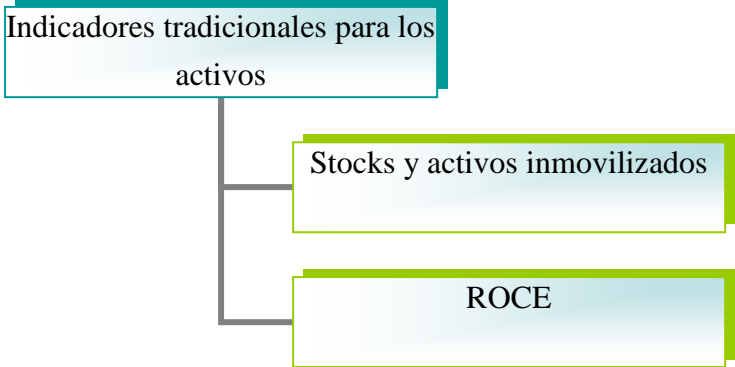 Indicadores tradicionales para los
activos
Stocks y activos inmovilizados
ROCE